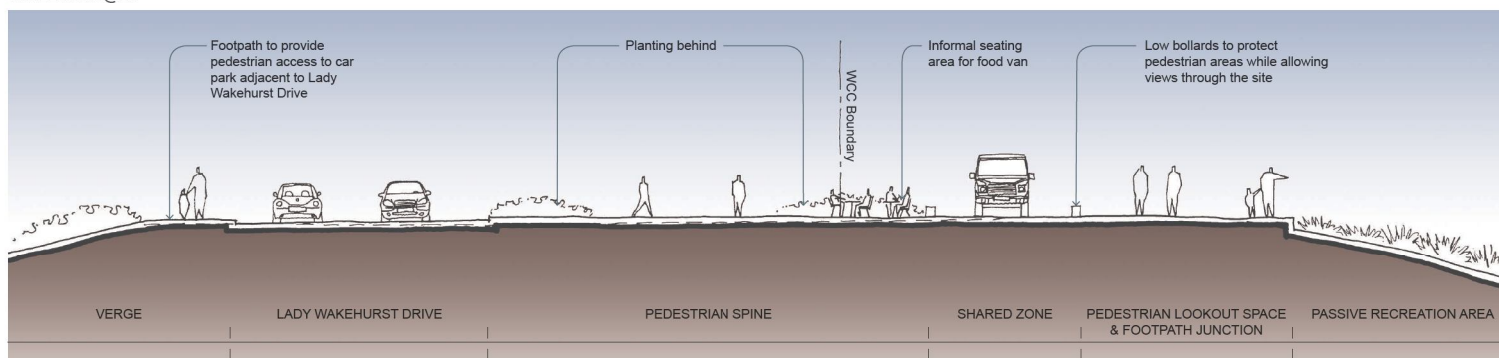 Footpath to provide
pedestrian access to car
park adjacent to Lady
Wakehurst Drive
Planting behind
WCC Boundary
Informal seating
area for food van
Low bollards to protect
pedestrian areas while allowing
views through the site
VERGE
LADY WAKEHURST DRIVE
PEDESTRIAN SPINE
SHARED ZONE
PEDESTRIAN LOOKOUT SPACE
& FOOTPATH JUNCTION
PASSIVE RECREATION AREA